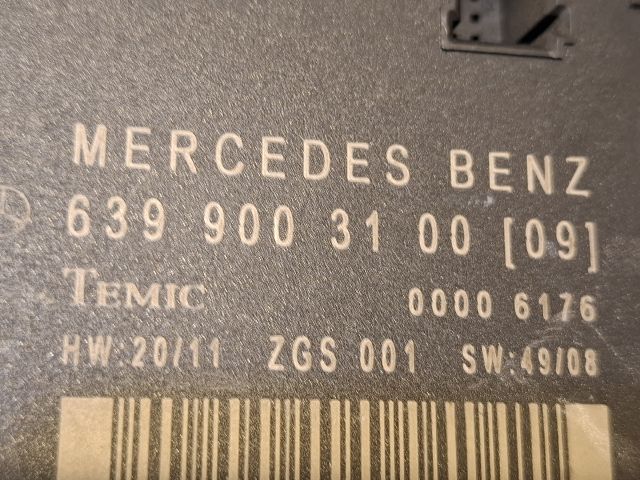 MERCEDES BENZ
639 900 31 00 [09]
TEMIC 0000 6176
HW:20/11 ZGS 001 SW:49/08